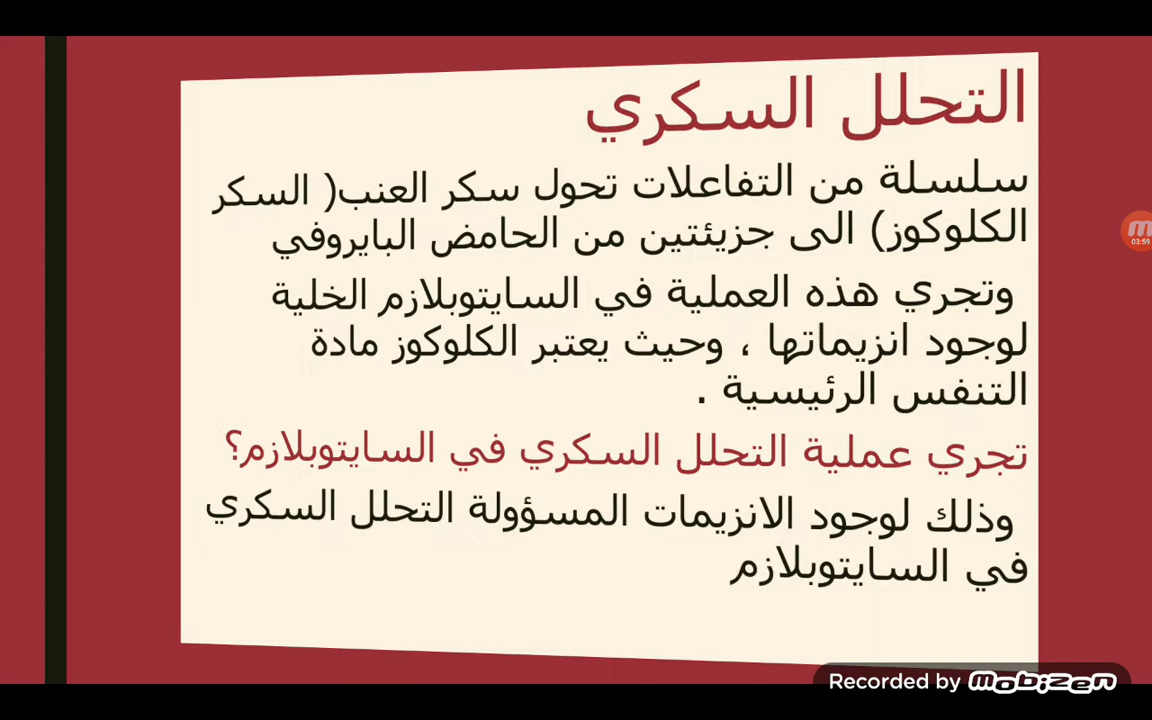 التحلل السكري
سلسلة من التفاعلات تحول سكر العنب( السكر
الكلوكوز) الى جزيئتين من الحامض البايروفي
وتجري هذه العملية في السايتوبلازم الخلية
لوجود انزيماتها ، وحيث يعتبر الكلوكوز مادة
التنفس الرئيسية .
تجري عملية التحلل السكري في السايتوبلازم؟
وذلك لوجود الانزيمات المسؤولة التحلل السكري
في السايتوبلازم
03:59
Recorded by mobizen